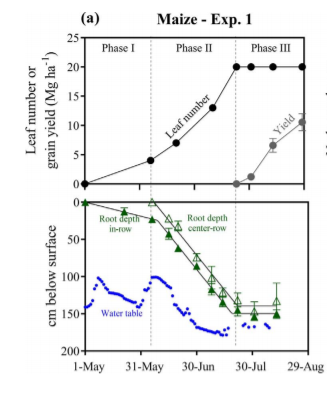 (a) Maize - Exp. 1
Phase I Phase II Phase III
Leaf number or
grain yield (Mg ha⁻¹)
25
20
15
10
5
0
Leaf number
Yield
cm below surface
0
50
100
150
200
Root depth
in-row
Root depth
center-row
Water table
1-May 31-May 30-Jun 30-Jul 29-Aug